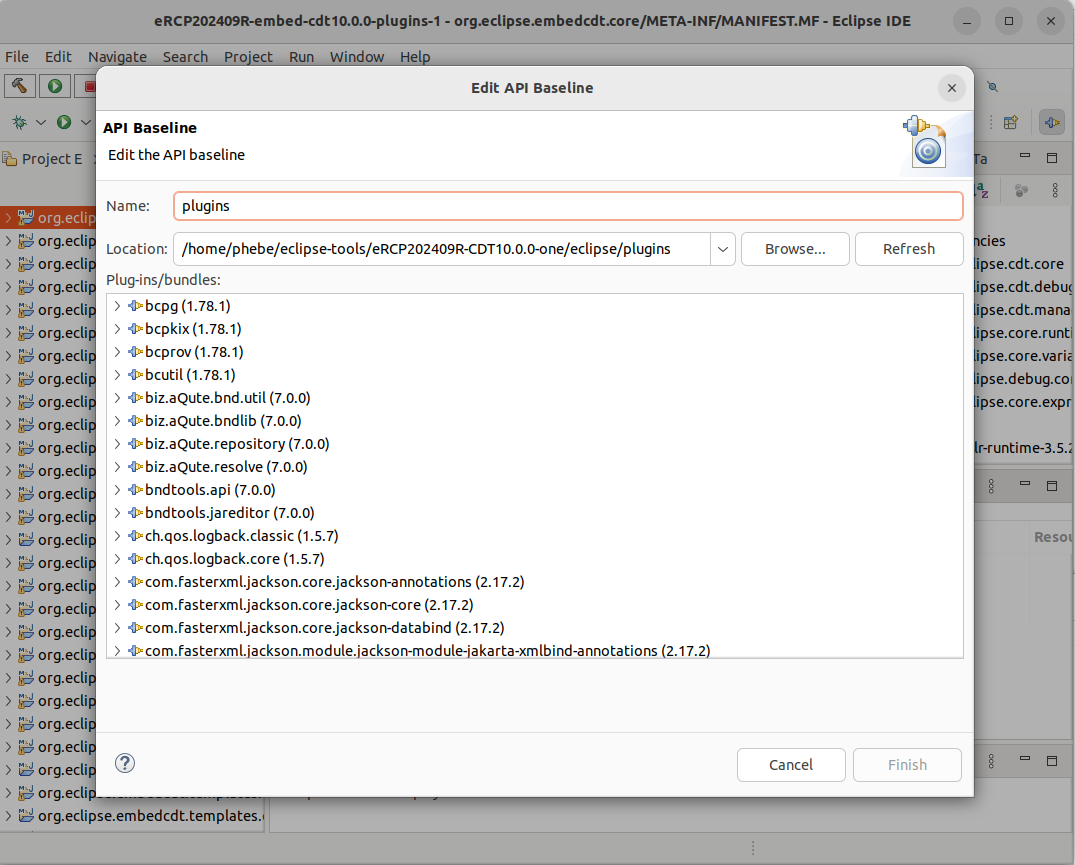 eRCP202409R-embed-cdt10.0.0-plugins-1 - org.eclipse.embedcdt.core/META-INF/MANIFEST.MF - Eclipse IDE
File Edit Navigate Search Project Run Window Help
Edit API Baseline
API Baseline
Edit the API baseline
Project E
Ta
Name: plugins
org.eclip
Location: /home/phebe/eclipse-tools/eRCP202409R-CDT10.0.0-one/eclipse/plugins Browse... Refresh
org.eclip
ncies
Plug-ins/bundles:
org.eclip
lipse.cdt.core
org.eclip
lipse.cdt.debug
bcpg (1.78.1)
org.eclip
lipse.cdt.mana
bcpkix (1.78.1)
org.eclip
lipse.core.runti
bcprov (1.78.1)
org.eclip
lipse.core.varia
bcutil (1.78.1)
org.eclip
lipse.debug.cor
biz.aQute.bnd.util (7.0.0)
org.eclip
lipse.core.expr
biz.aQute.bndlib (7.0.0)
org.eclip
biz.aQute.repository (7.0.0)
org.eclip
lr-runtime-3.5.2
biz.aQute.resolve (7.0.0)
org.eclip
bndtools.api (7.0.0)
org.eclip
bndtools.jareditor (7.0.0)
org.eclip
ch.qos.logback.classic (1.5.7)
org.eclip
Resou
ch.qos.logback.core (1.5.7)
org.eclip
com.fasterxml.jackson.core.jackson-annotations (2.17.2)
org.eclip
com.fasterxml.jackson.core.jackson-core (2.17.2)
org.eclip
com.fasterxml.jackson.core.jackson-databind (2.17.2)
org.eclip
com.fasterxml.jackson.module.jackson-module-jakarta-xmlbind-annotations (2.17.2)
org.eclip
org.eclip
org.eclip
org.eclip
org.eclip
Cancel Finish
org.eclip
org.eclipse.embedcdt.templates.